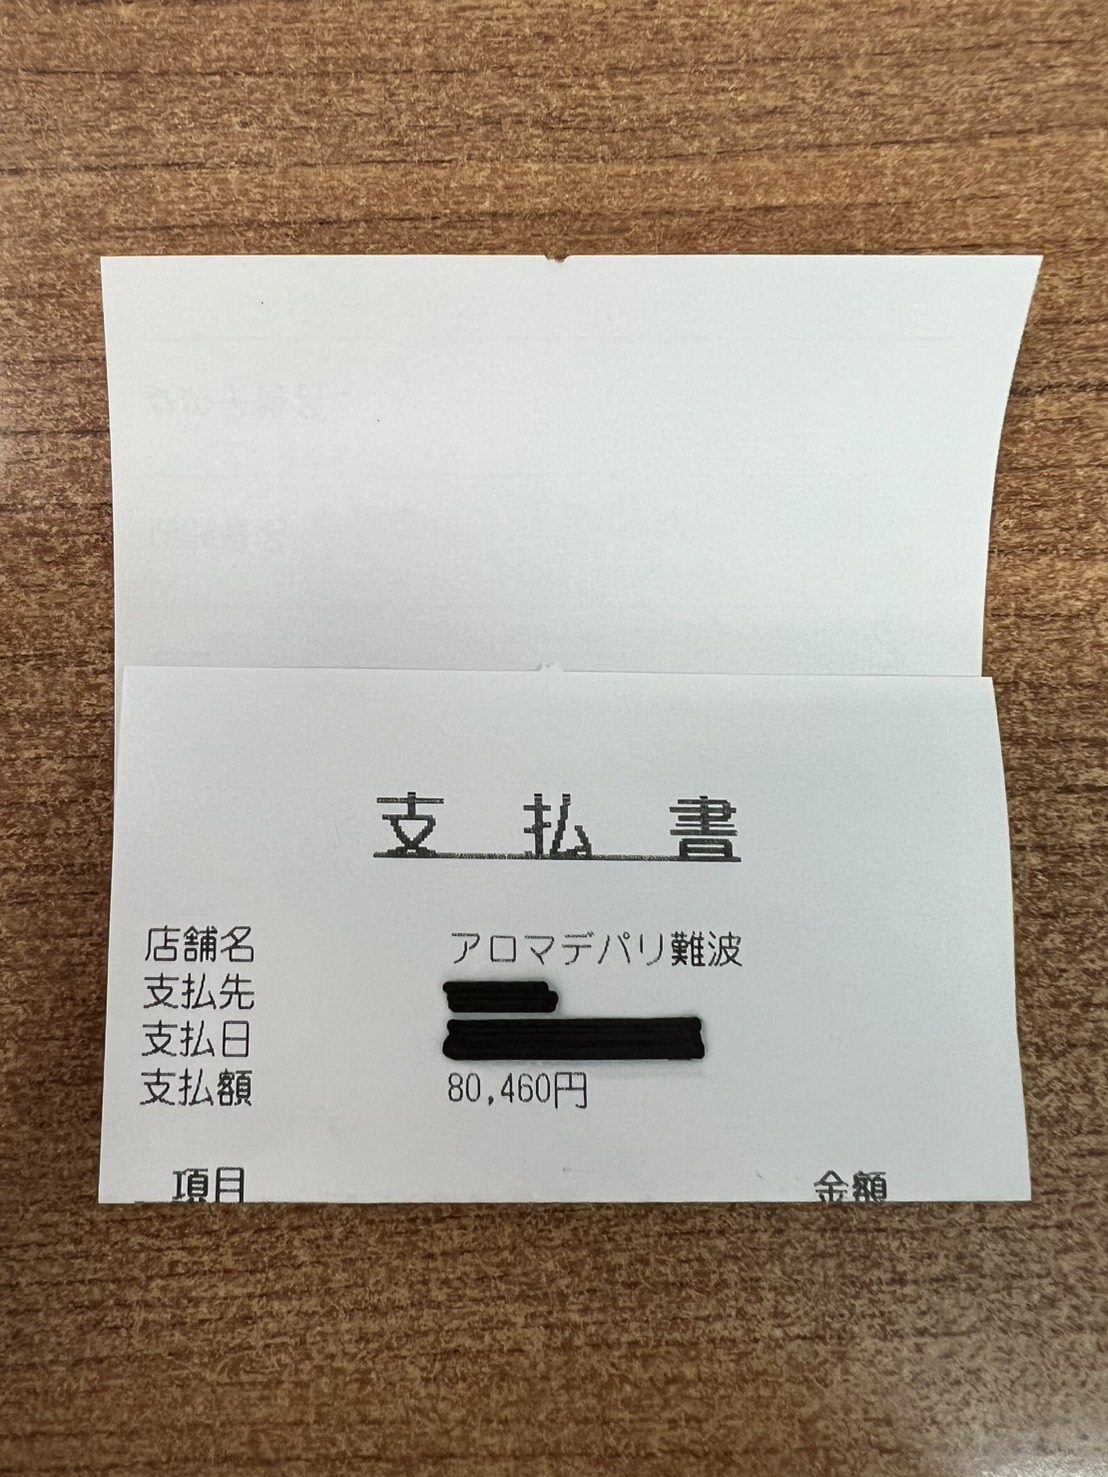 支払書
店舗名 アロマデパリ難波
支払先
支払日
支払額 80,460円
項目 金額